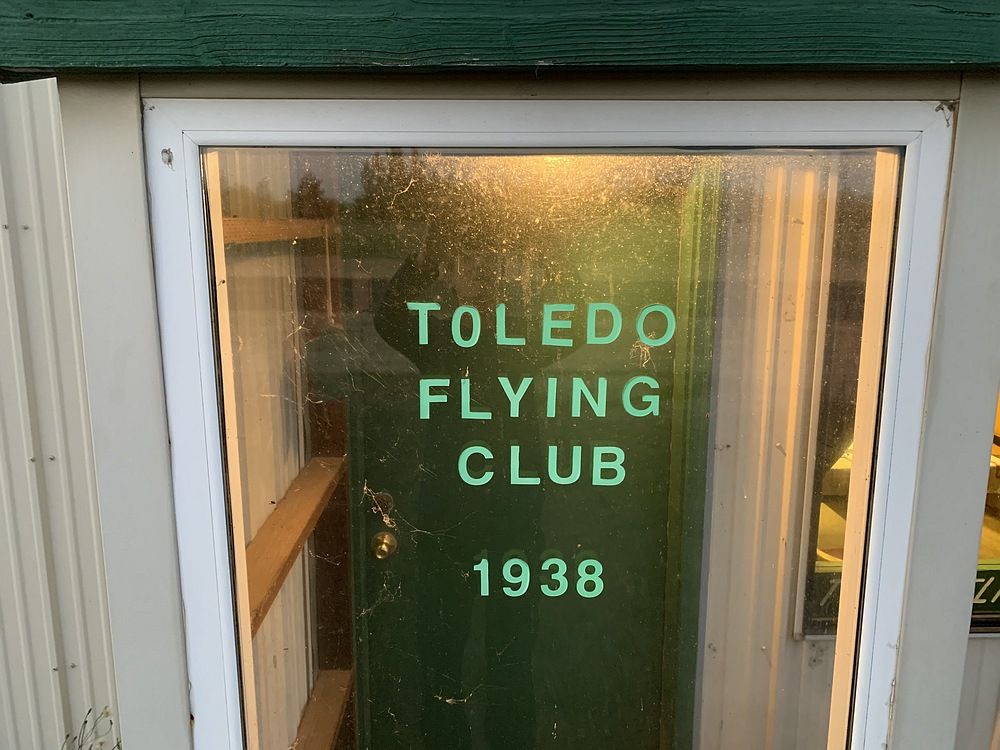 TOLEDO
FLYING
CLUB
1938